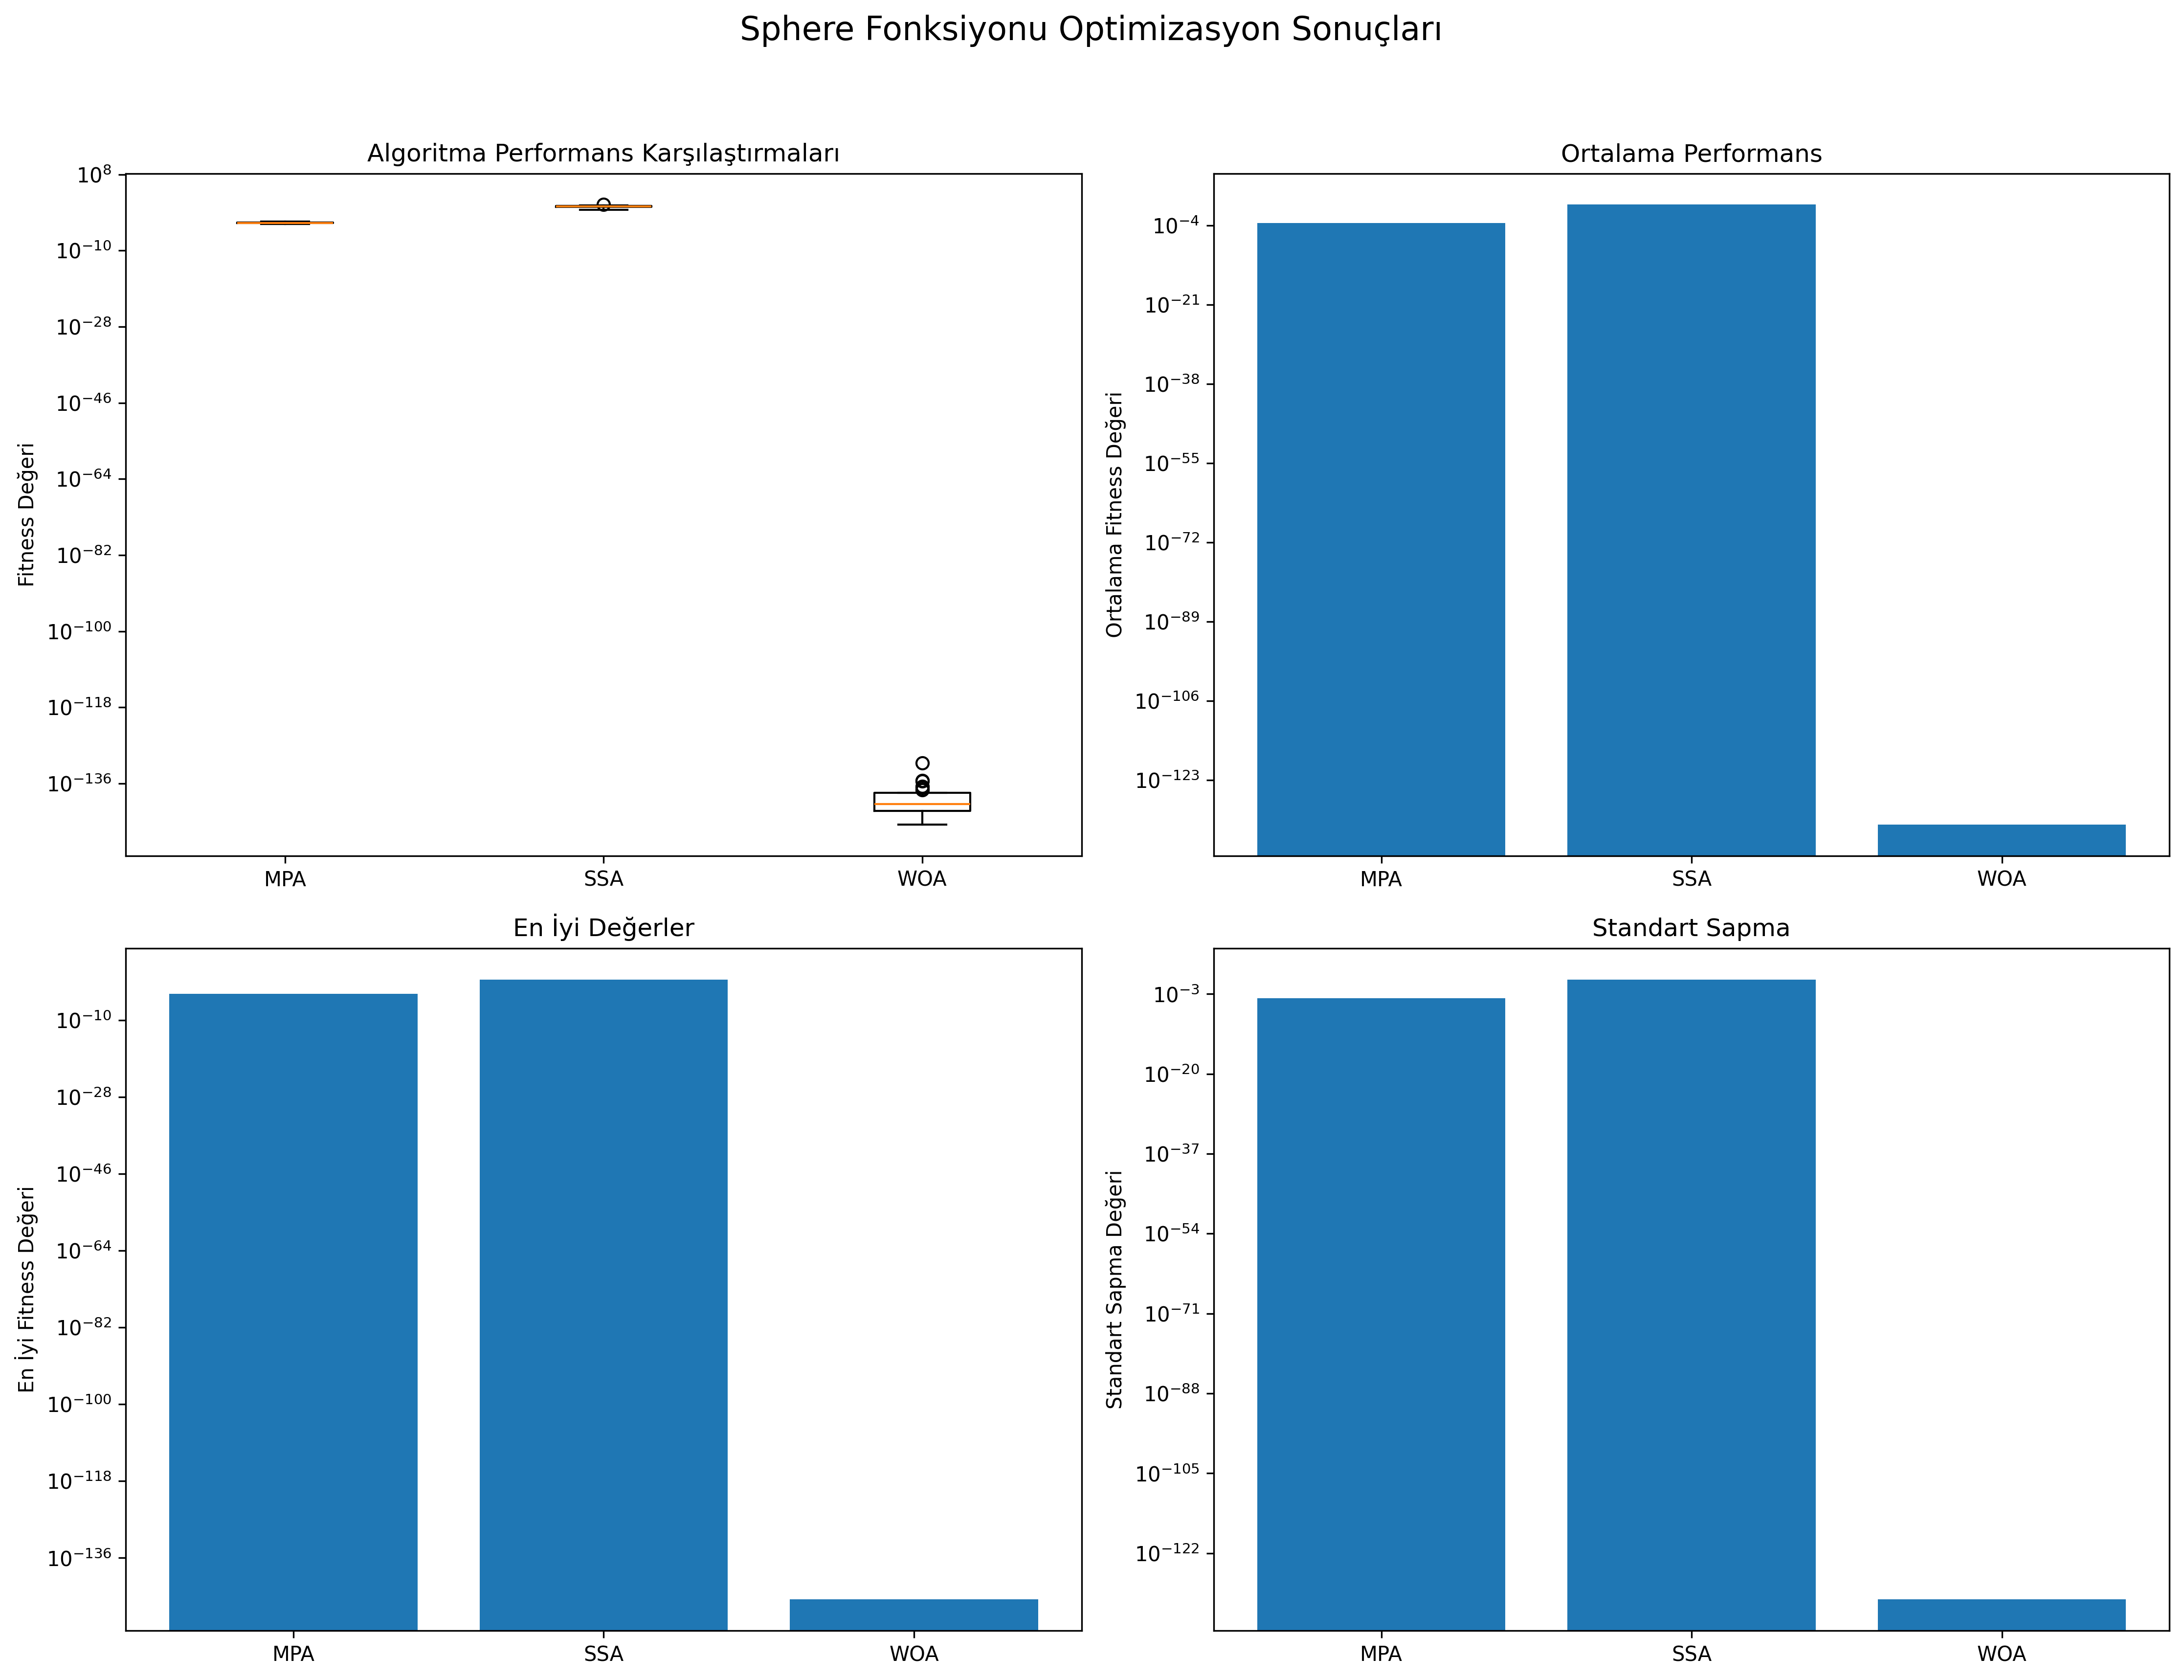 Sphere Fonksiyonu Optimizasyon Sonuçları
Algoritma Performans Karşılaştırmaları
Fitness Değeri
10^8
10^-10
10^-28
10^-46
10^-64
10^-82
10^-100
10^-118
10^-136
MPA SSA WOA
Ortalama Performans
Ortalama Fitness Değeri
10^-4
10^-21
10^-38
10^-55
10^-72
10^-89
10^-106
10^-123
MPA SSA WOA
En İyi Değerler
En İyi Fitness Değeri
10^-10
10^-28
10^-46
10^-64
10^-82
10^-100
10^-118
10^-136
MPA SSA WOA
Standart Sapma
Standart Sapma Değeri
10^-3
10^-20
10^-37
10^-54
10^-71
10^-88
10^-105
10^-122
MPA SSA WOA